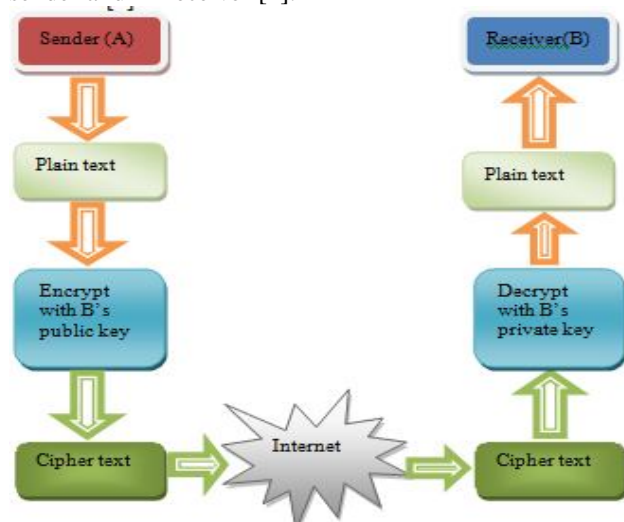 Sender (A)
Receiver(B)
Plain text
Plain text
Encrypt
with B's
public key
Decrypt
with B's
private key
Internet
Cipher text
Cipher text